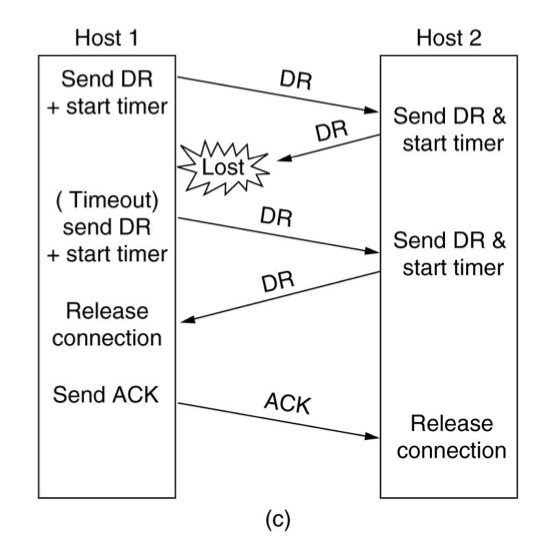 Host 1
Host 2
Send DR
+ start timer
DR
Send DR &
start timer
DR
Lost
( Timeout)
send DR
+ start timer
DR
Send DR &
start timer
DR
Release
connection
Send ACK
ACK
Release
connection
(c)